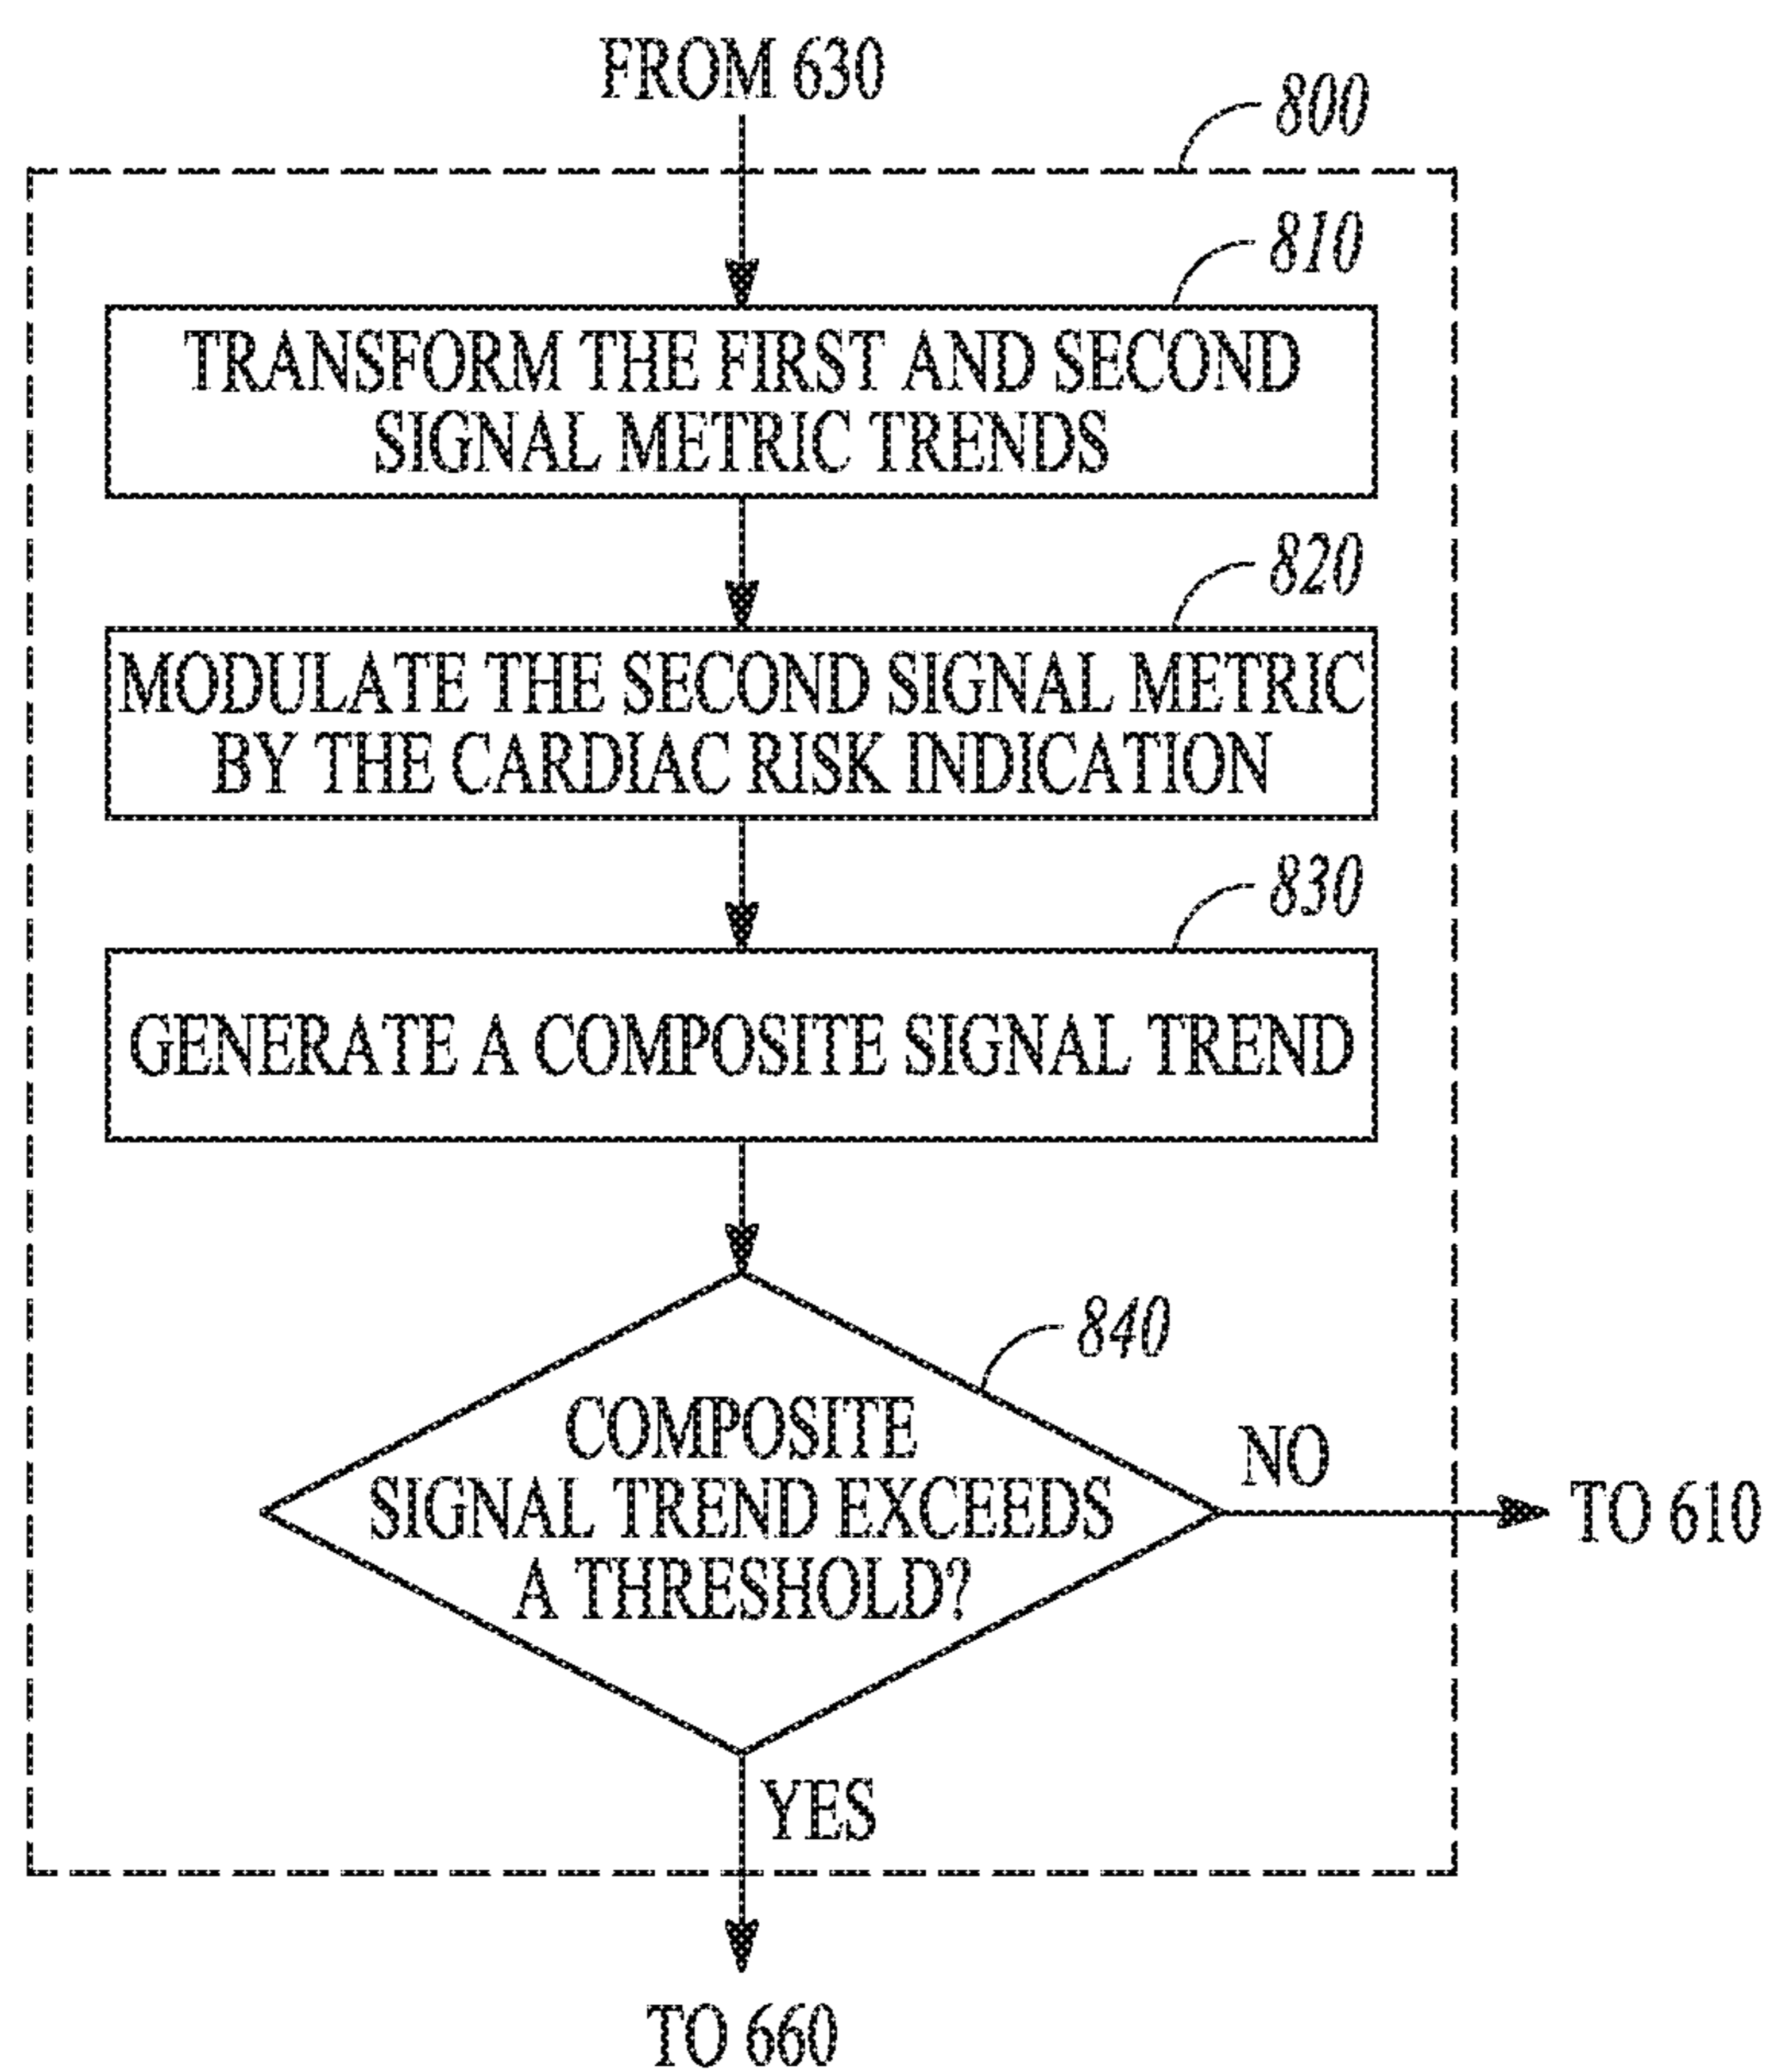 FROM 630
800
810
TRANSFORM THE FIRST AND SECOND
SIGNAL METRIC TRENDS
820
MODULATE THE SECOND SIGNAL METRIC
BY THE CARDIAC RISK INDICATION
830
GENERATE A COMPOSITE SIGNAL TREND
840
COMPOSITE
SIGNAL TREND EXCEEDS
A THRESHOLD?
NO
TO 610
YES
TO 660